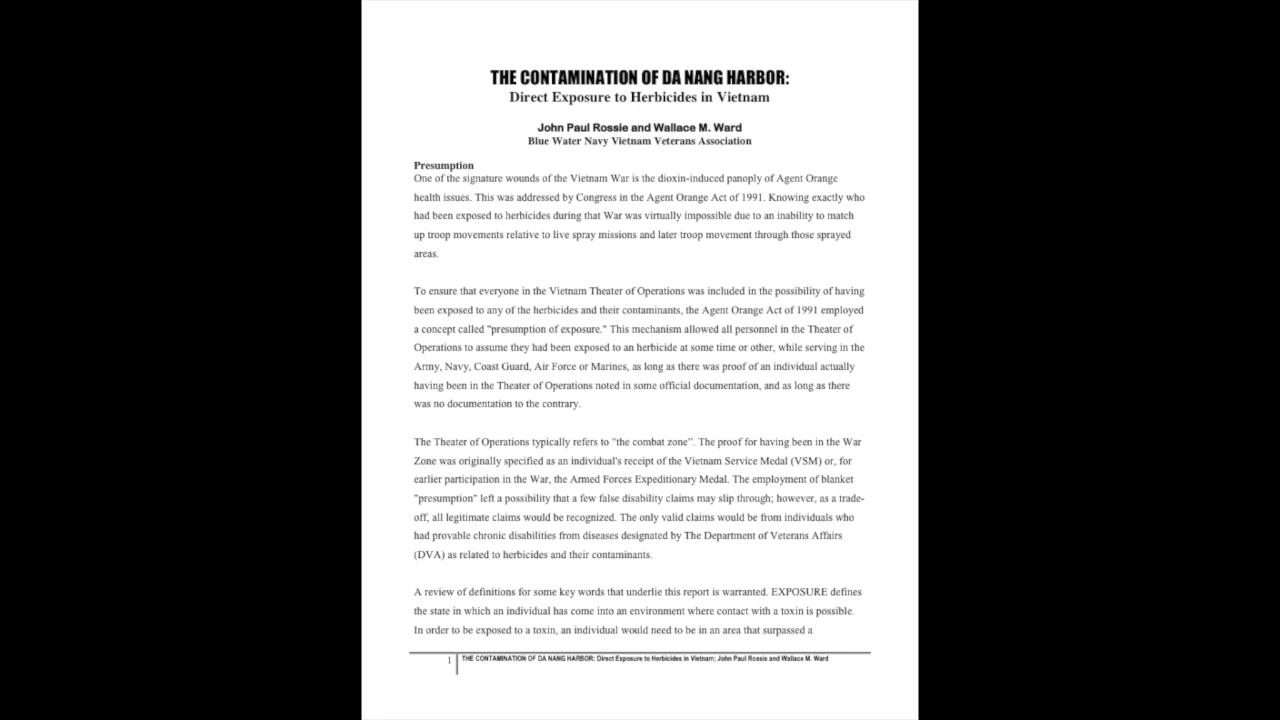 THE CONTAMINATION OF DA NANG HARBOR:
Direct Exposure to Herbicides in Vietnam
John Paul Rossie and Wallace M. Ward
Blue Water Navy Vietnam Veterans Association
Presumption
One of the signature wounds of the Vietnam War is the dioxin-induced panoply of Agent Orange
health issues. This was addressed by Congress in the Agent Orange Act of 1991. Knowing exactly who
had been exposed to herbicides during that War was virtually impossible due to an inability to match
up troop movements relative to live spray missions and later troop movement through those sprayed
areas.
To ensure that everyone in the Vietnam Theater of Operations was included in the possibility of having
been exposed to any of the herbicides and their contaminants, the Agent Orange Act of 1991 employed
a concept called "presumption of exposure." This mechanism allowed all personnel in the Theater of
Operations to assume they had been exposed to an herbicide at some time or other, while serving in the
Army, Navy, Coast Guard, Air Force or Marines, as long as there was proof of an individual actually
having been in the Theater of Operations noted in some official documentation, and as long as there
was no documentation to the contrary.
The Theater of Operations typically refers to "the combat zone”. The proof for having been in the War
Zone was originally specified as an individual's receipt of the Vietnam Service Medal (VSM) or, for
earlier participation in the War, the Armed Forces Expeditionary Medal. The employment of blanket
"presumption" left a possibility that a few false disability claims may slip through; however, as a trade-
off, all legitimate claims would be recognized. The only valid claims would be from individuals who
had provable chronic disabilities from diseases designated by The Department of Veterans Affairs
(DVA) as related to herbicides and their contaminants.
A review of definitions for some key words that underlie this report is warranted. EXPOSURE defines
the state in which an individual has come into an environment where contact with a toxin is possible.
In order to be exposed to a toxin, an individual would need to be in an area that surpassed a
1 THE CONTAMINATION OF DA NANG HARBOR: Direct Exposure to Herbicides in Vietnam; John Paul Rossie and Wallace M. Ward